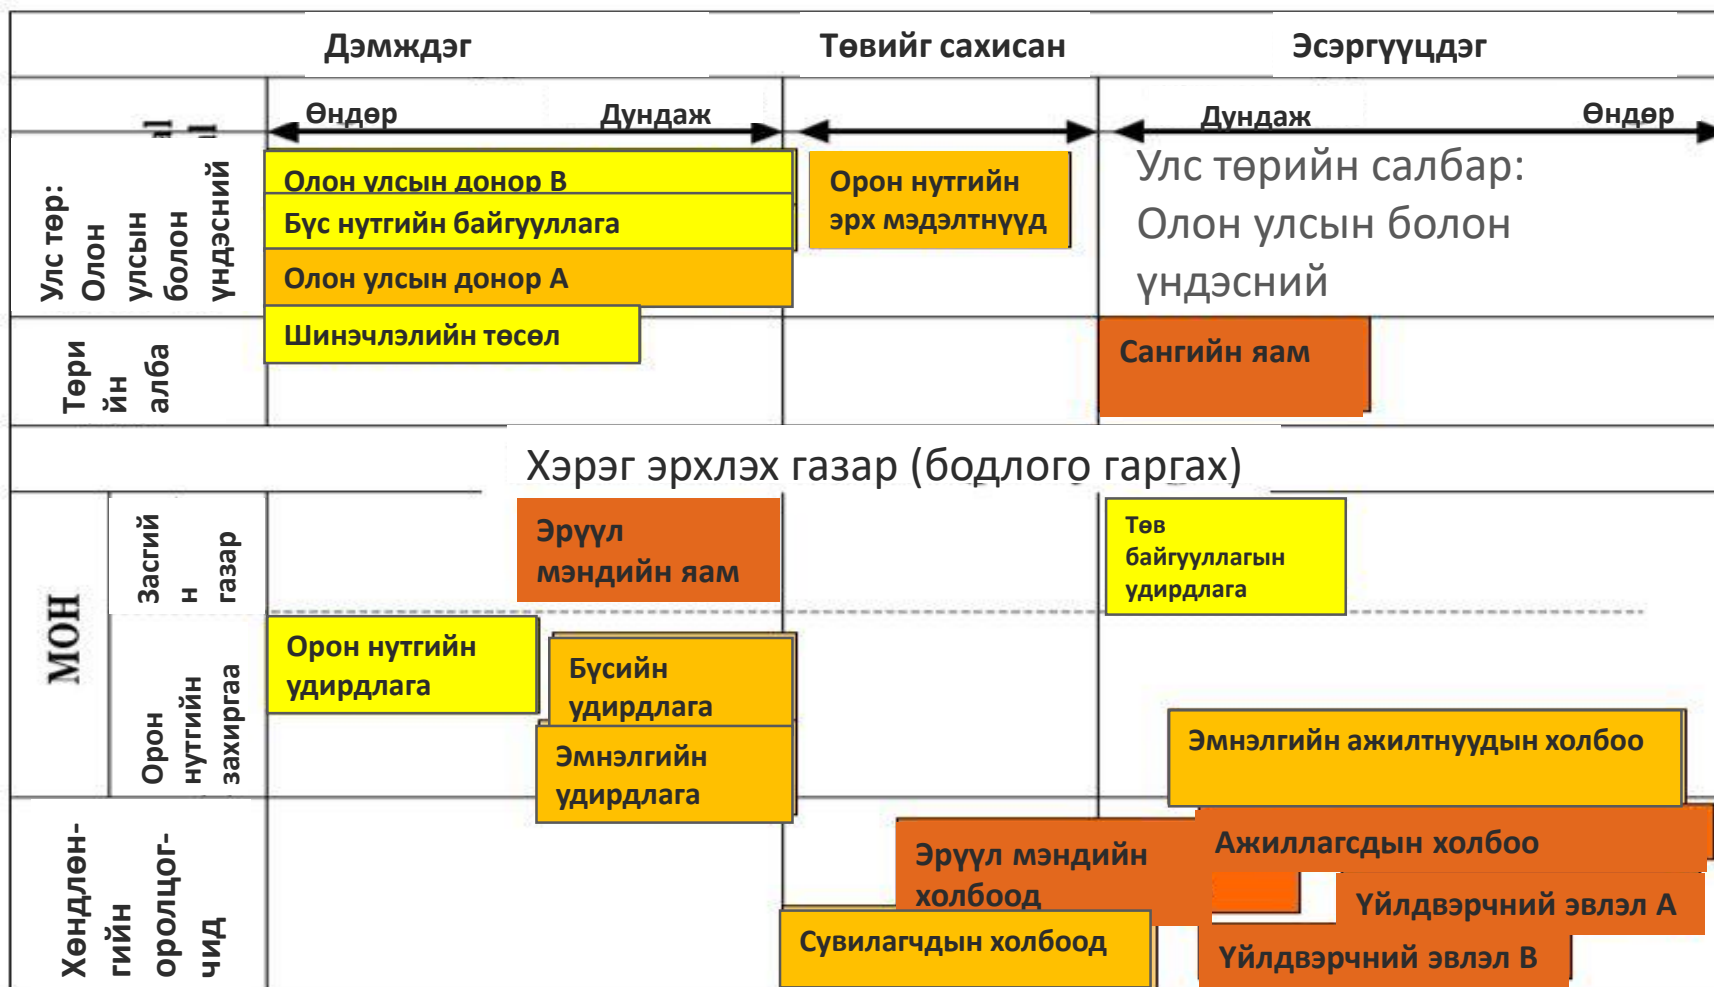 Дэмждэг
Төвийг сахисан
Эсэргүүцдэг
Өндөр
Дундаж
Дундаж
Өндөр
Улс төр:
Олон
улсын
болон
үндэсний
Олон улсын донор В
Бүс нутгийн байгууллага
Олон улсын донор А
Шинэчлэлийн төсөл
Орон нутгийн
эрх мэдэлтнүүд
Улс төрийн салбар:
Олон улсын болон
үндэсний
Төри
йн
алба
Сангийн яам
Хэрэг эрхлэх газар (бодлого гаргах)
МОН
Засгий
н
газар
Эрүүл
мэндийн яам
Төв
байгууллагын
удирдлага
Орон
нутгийн
захиргаа
Орон нутгийн
удирдлага
Бүсийн
удирдлага
Эмнэлгийн
удирдлага
Эмнэлгийн ажилтнуудын холбоо
Хөндлөн-
гийн
оролцог-
чид
Эрүүл мэндийн
холбоод
Ажиллагсдын холбоо
Үйлдвэрчний эвлэл А
Сувилагчдын холбоод
Үйлдвэрчний эвлэл В